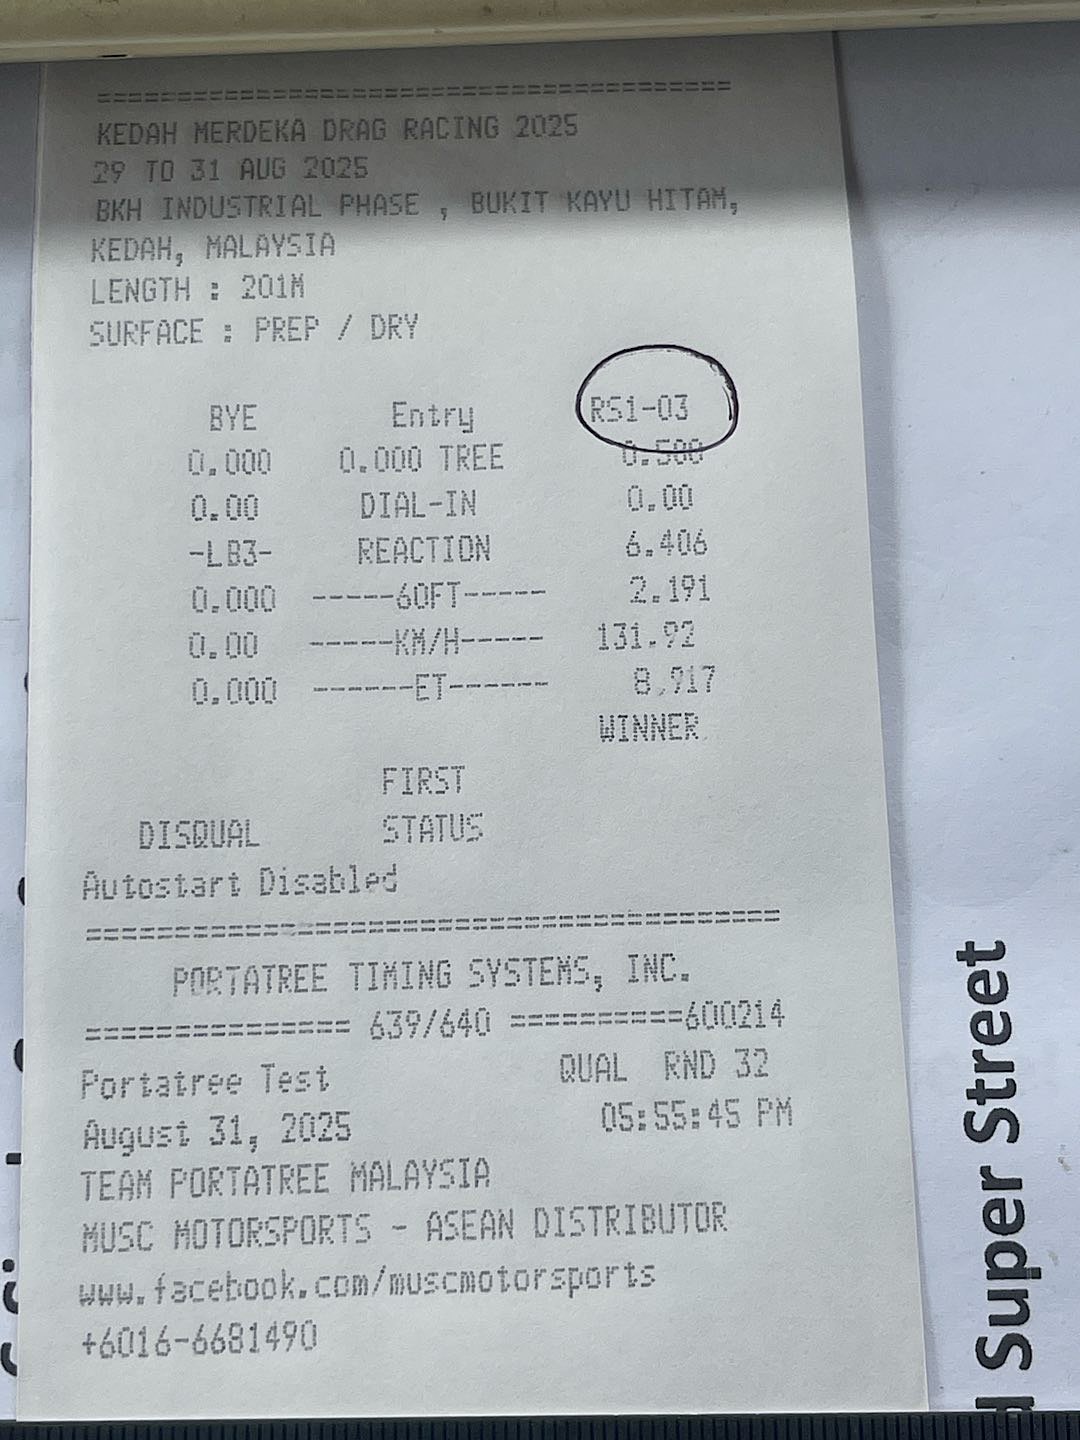 ========================================
KEDAH MERDEKA DRAG RACING 2025
29 TO 31 AUG 2025
BKH INDUSTRIAL PHASE , BUKIT KAYU HITAM,
KEDAH, MALAYSIA
LENGTH : 201M
SURFACE : PREP / DRY
BYE Entry RS1-03
0.000 0.000 TREE 0.500
0.00 DIAL-IN 0.00
-LB3- REACTION 6.406
0.000 -----60FT----- 2.191
0.00 -----KM/H----- 131.92
0.000 ------ET------ 8.917
WINNER
FIRST
DISQUAL STATUS
Autostart Disabled
========================================
PORTATREE TIMING SYSTEMS, INC.
=============== 639/640 ==========600214
Portatree Test QUAL RND 32
August 31, 2025 05:55:45 PM
TEAM PORTATREE MALAYSIA
MUSC MOTORSPORTS - ASEAN DISTRIBUTOR
www.facebook.com/muscmotorsports
+6016-6681490
Super Street